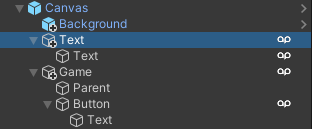 Canvas
Background
Text
Text
Game
Parent
Button
Text